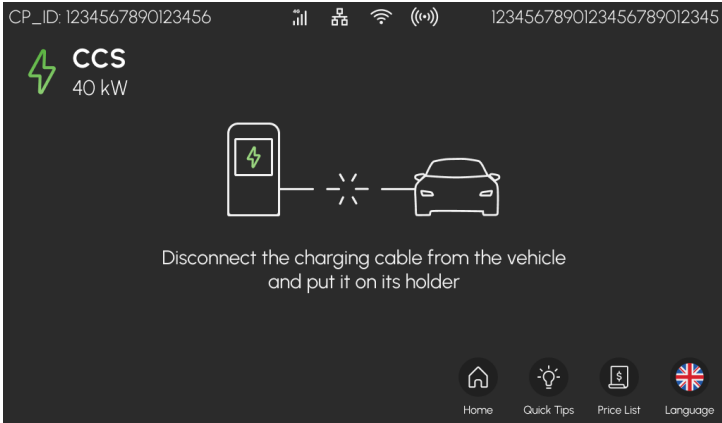 CP_ID: 1234567890123456
4G
1234567890123456789012345
CCS
40 kW
Disconnect the charging cable from the vehicle
and put it on its holder
$
Home
Quick Tips
Price List
Language